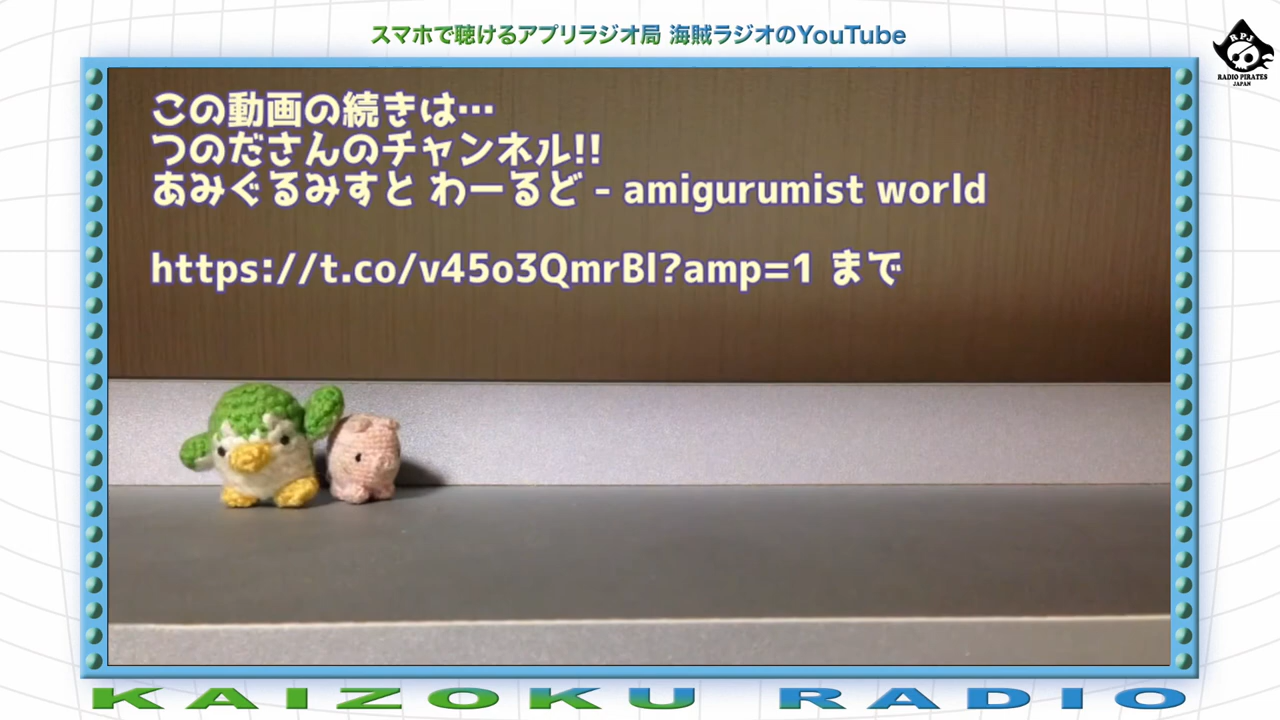 スマホで聴けるアプリラジオ局 海賊ラジオのYouTube
RPJ
RADIO PIRATES
JAPAN
この動画の続きは…
つのださんのチャンネル!!
あみぐるみすと わーるど - amigurumist world
https://t.co/v45o3QmrBl?amp=1 まで
KAIZOKU RADIO